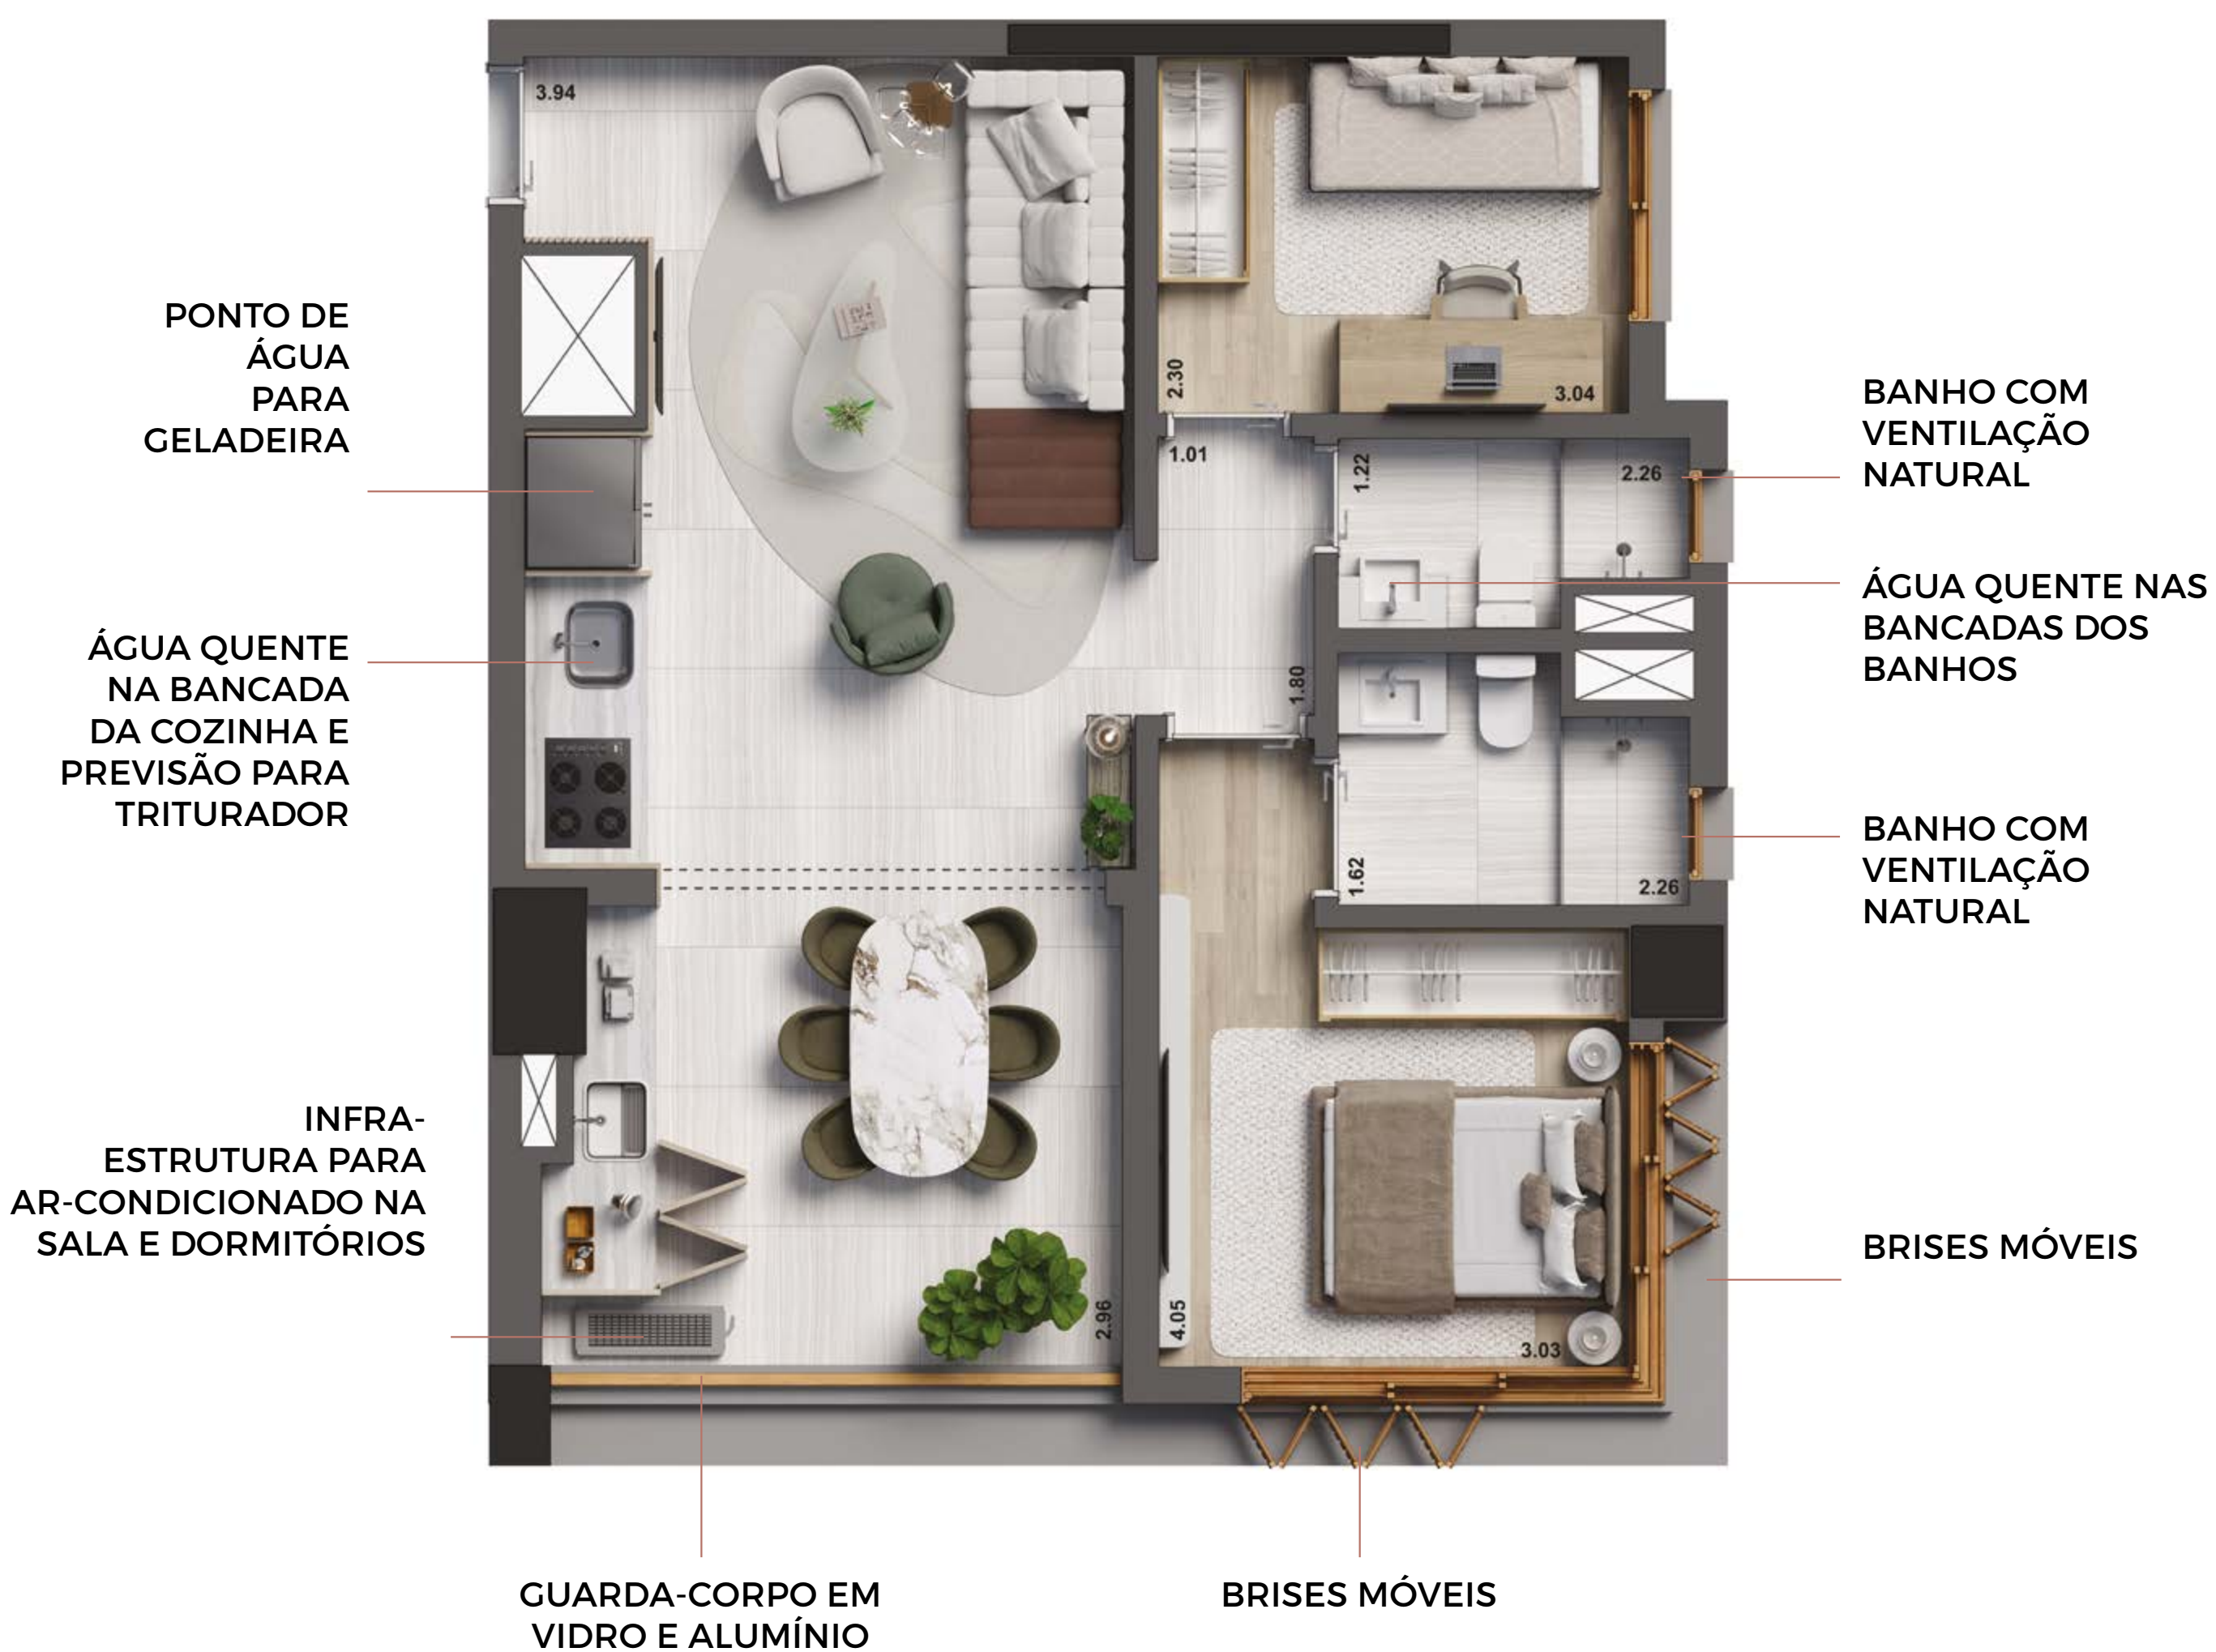 3.94
PONTO DE
ÁGUA
PARA
GELADEIRA
2.30
3.04
BANHO COM
VENTILAÇÃO
NATURAL
1.01
1.22
2.26
ÁGUA QUENTE NAS
BANCADAS DOS
BANHOS
ÁGUA QUENTE
NA BANCADA
DA COZINHA E
PREVISÃO PARA
TRITURADOR
1.80
BANHO COM
VENTILAÇÃO
NATURAL
1.62
2.26
INFRA-
ESTRUTURA PARA
AR-CONDICIONADO NA
SALA E DORMITÓRIOS
BRISES MÓVEIS
2.96
4.05
3.03
GUARDA-CORPO EM
VIDRO E ALUMÍNIO
BRISES MÓVEIS